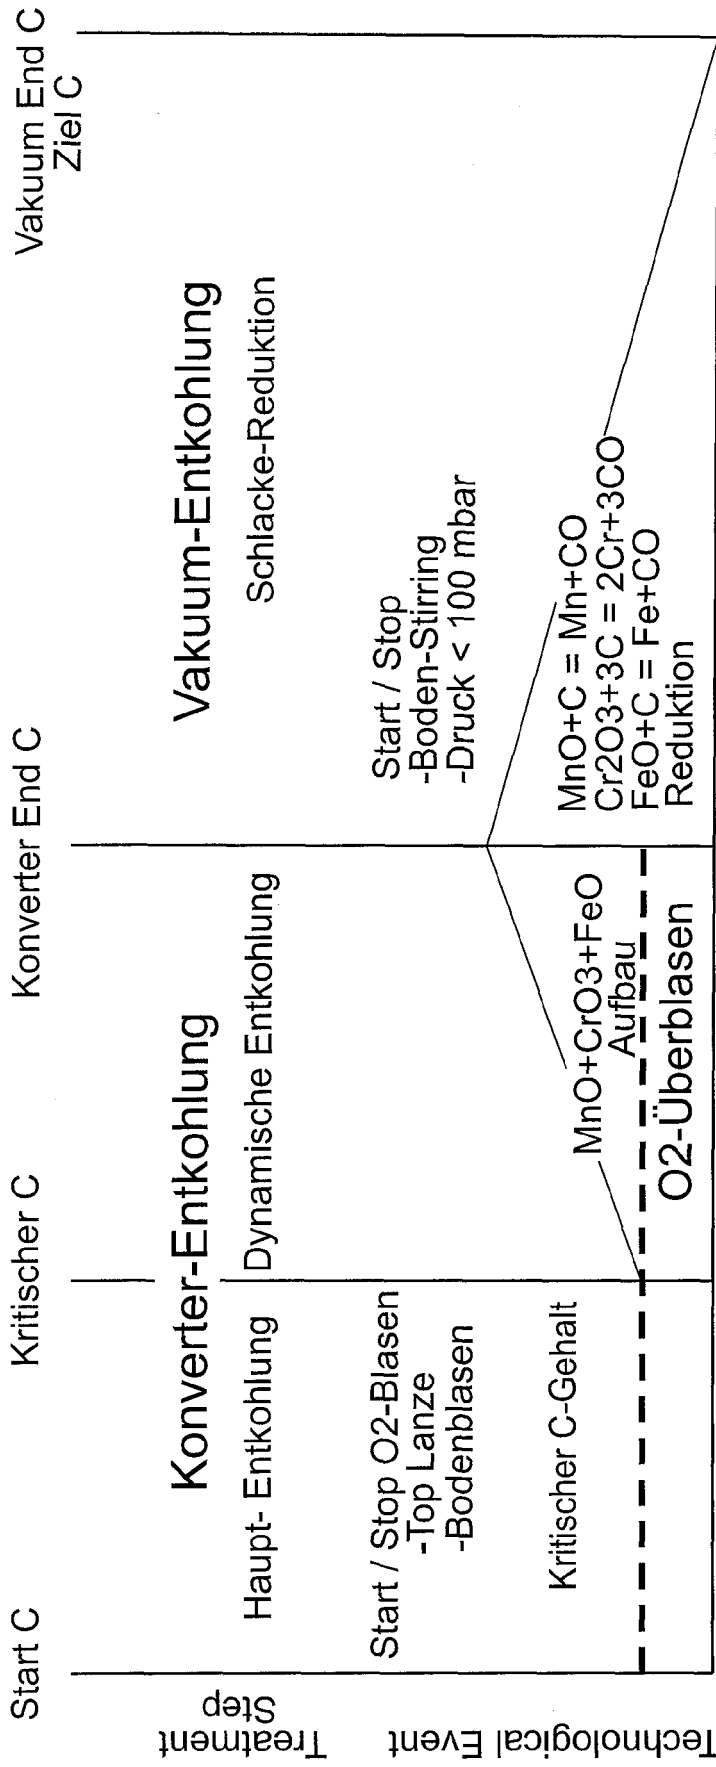 Start C
Kritischer C
Konverter End C
Vakuum End C
Ziel C
Treatment
Step
Konverter-Entkohlung
Vakuum-Entkohlung
Haupt- Entkohlung
Dynamische Entkohlung
Schlacke-Reduktion
Technological Event
Start / Stop O2-Blasen
-Top Lanze
-Bodenblasen
Start / Stop
-Boden-Stirring
-Druck < 100 mbar
Kritischer C-Gehalt
MnO+CrO3+FeO
Aufbau
MnO+C = Mn+CO
Cr2O3+3C = 2Cr+3CO
FeO+C = Fe+CO
Reduktion
O2-Überblasen